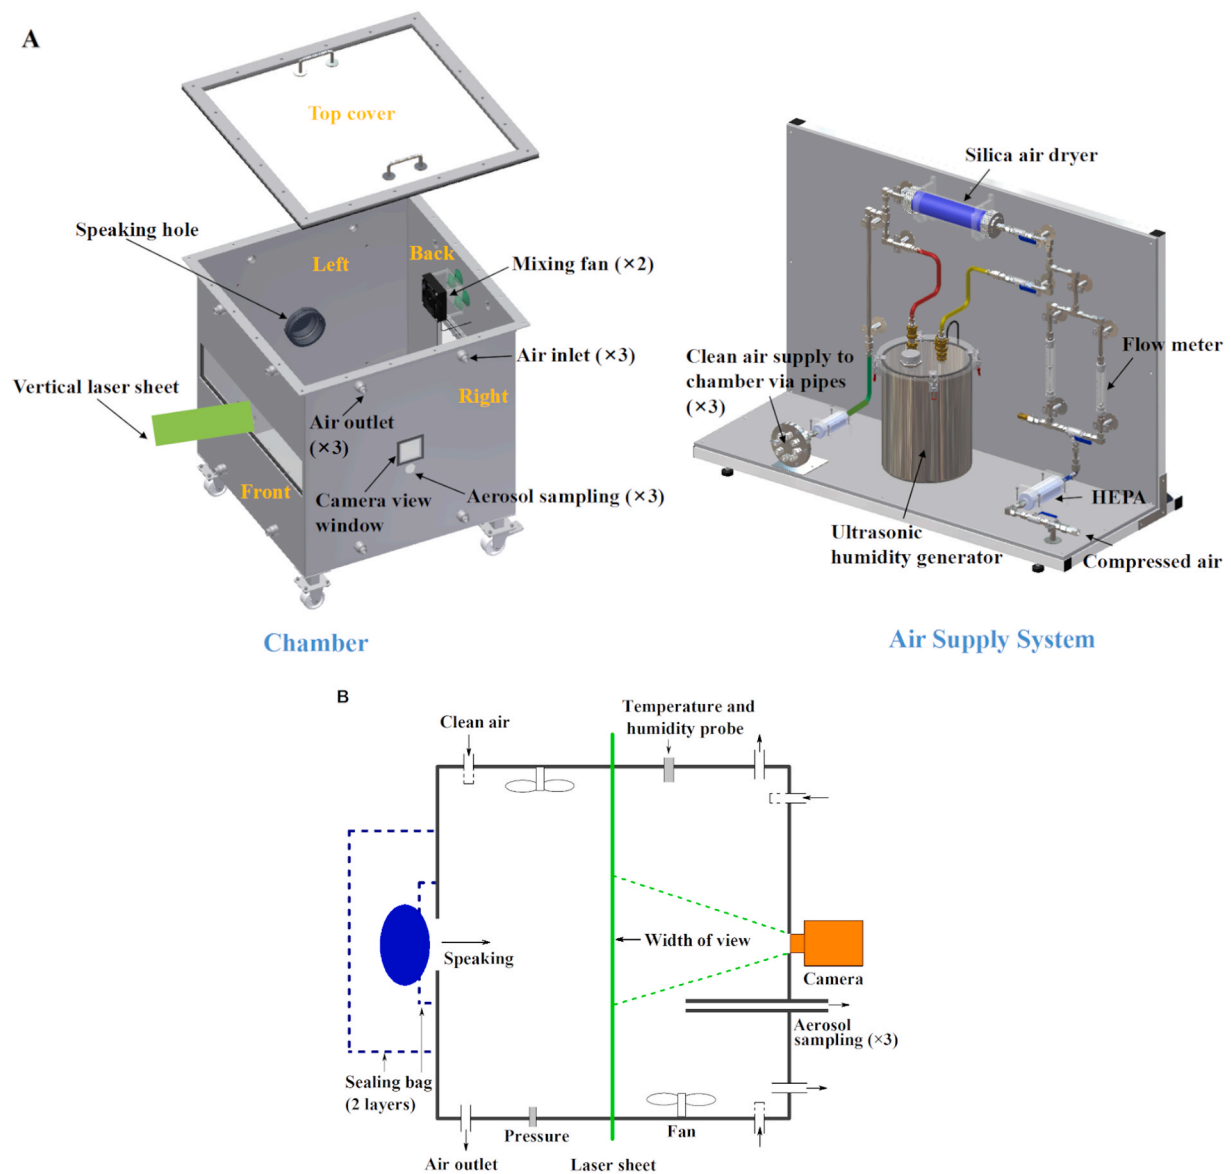 A
Top cover
Speaking hole
Left
Back
Mixing fan (×2)
Air inlet (×3)
Vertical laser sheet
Right
Air outlet
(×3)
Front
Camera view
window
Aerosol sampling (×3)
Chamber
Silica air dryer
Clean air supply to
chamber via pipes
(×3)
Flow meter
HEPA
Ultrasonic
humidity generator
Compressed air
Air Supply System
B
Clean air
Temperature and
humidity probe
Width of view
Speaking
Camera
Aerosol
sampling (×3)
Sealing bag
(2 layers)
Pressure
Fan
Air outlet
Laser sheet